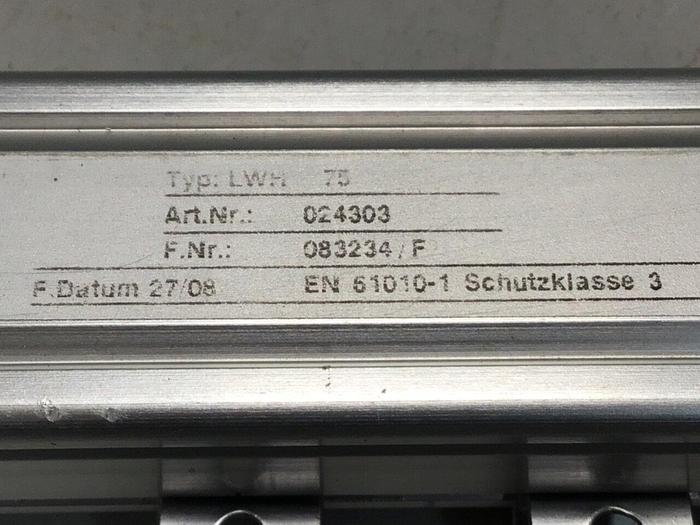 Typ: LWH 75
Art.Nr.: 024303
F.Nr.: 083234/F
F.Datum 27/08 EN 61010-1 Schutzklasse 3